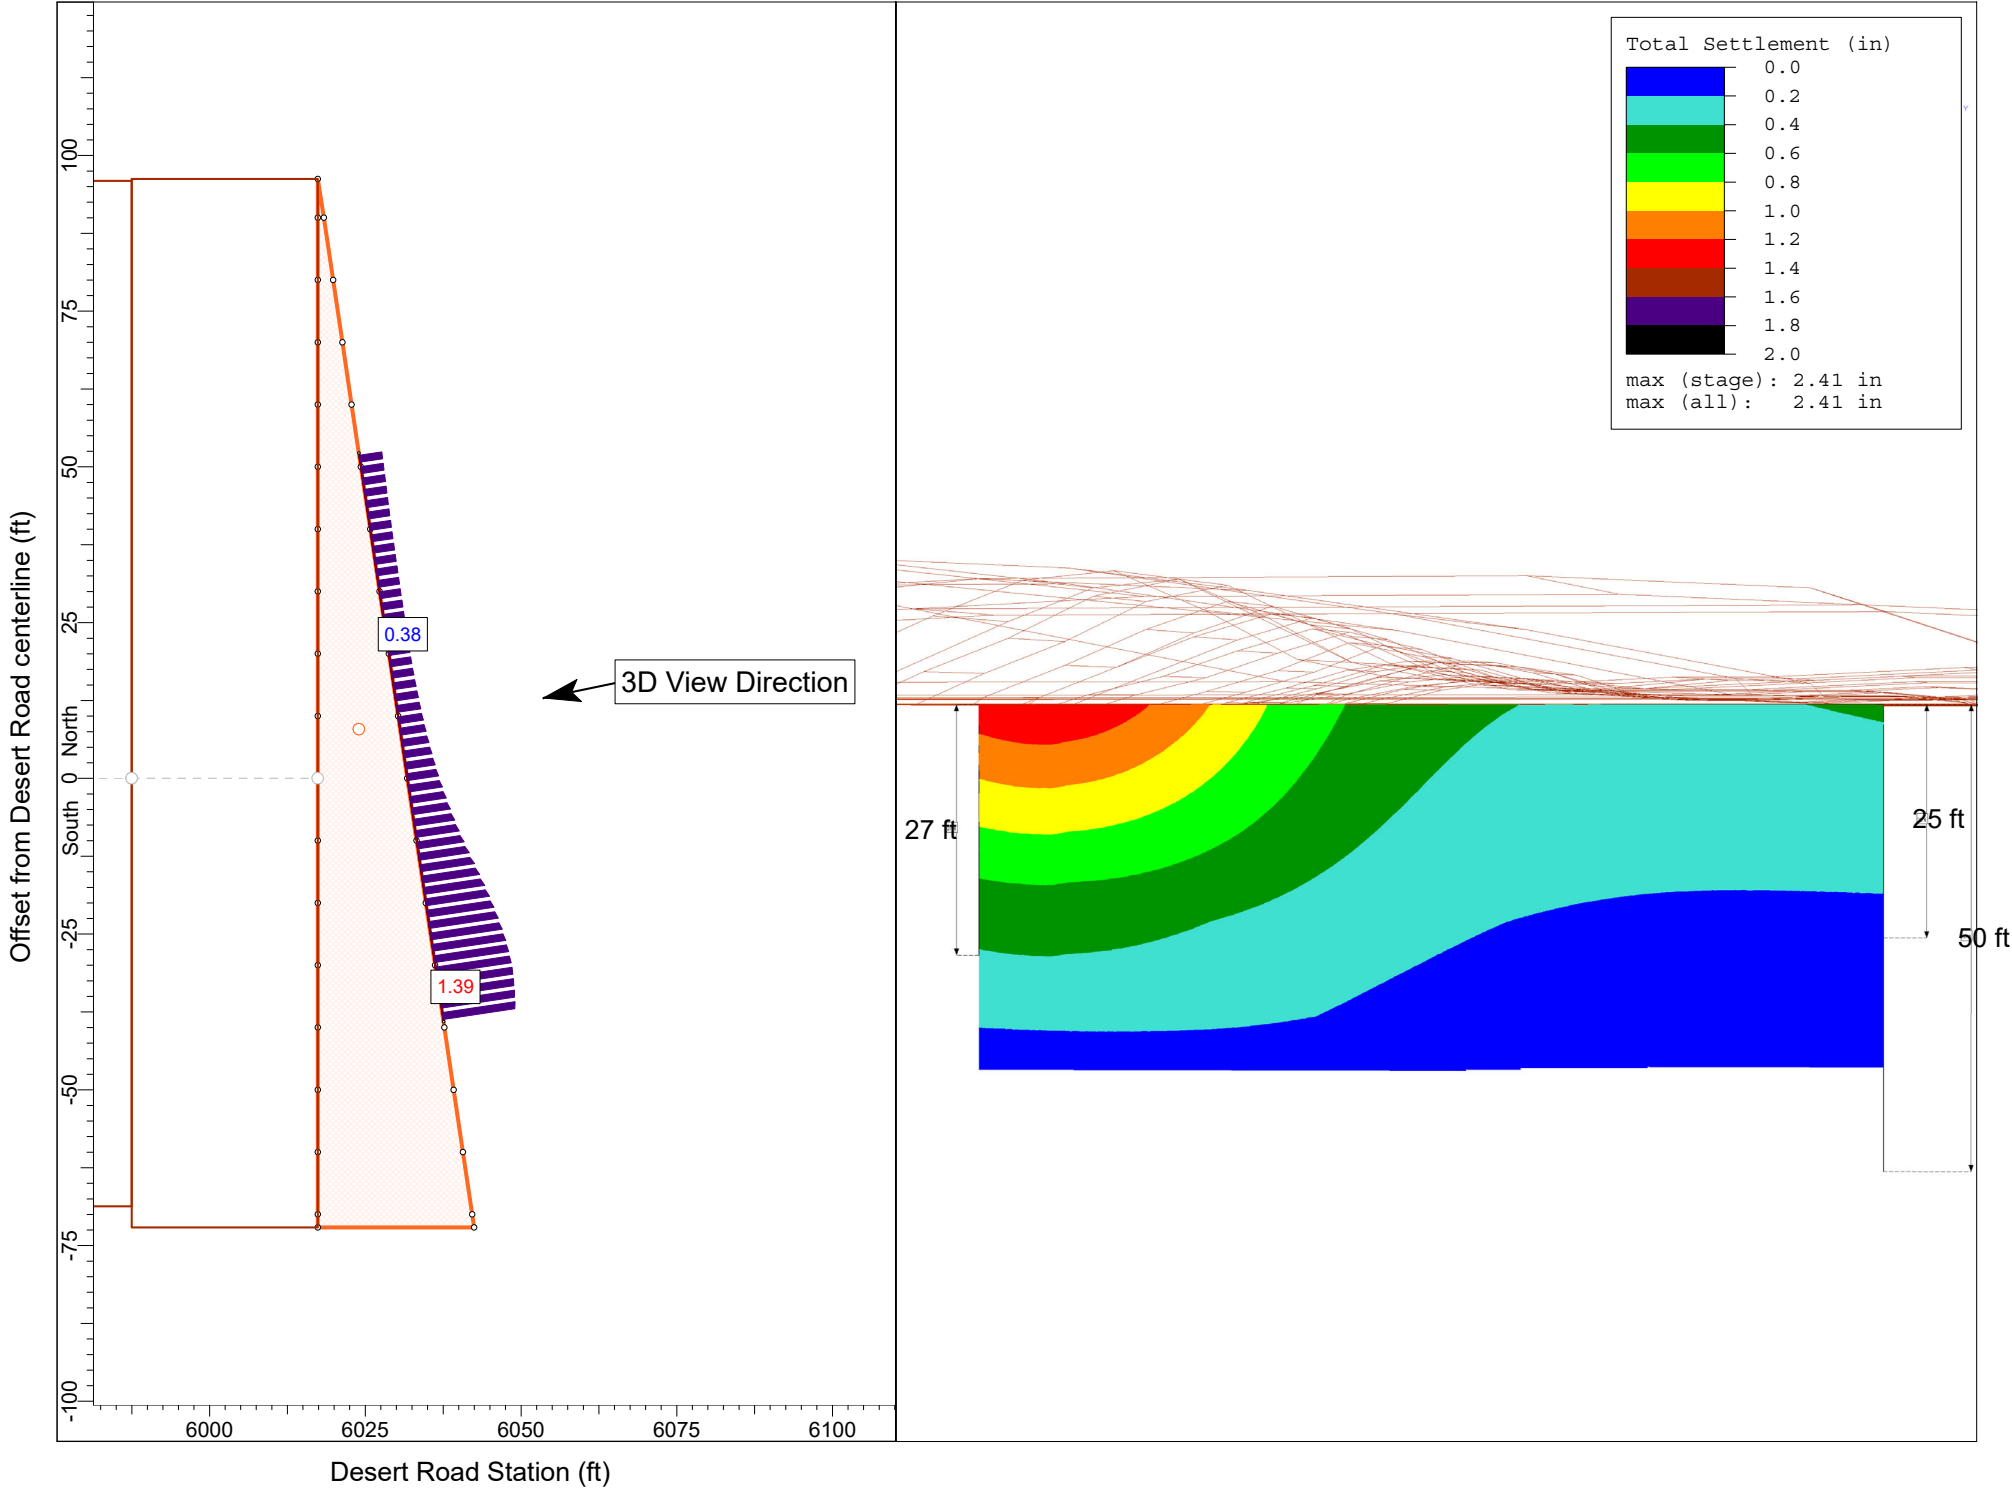 Offset from Desert Road centerline (ft)
100
75
50
25
North
0
South
-25
-50
-75
-100
6000
6025
6050
6075
6100
Desert Road Station (ft)
0.38
1.39
3D View Direction
Total Settlement (in)
0.0
0.2
0.4
0.6
0.8
1.0
1.2
1.4
1.6
1.8
2.0
max (stage): 2.41 in
max (all): 2.41 in
Y
27 ft
25 ft
50 ft